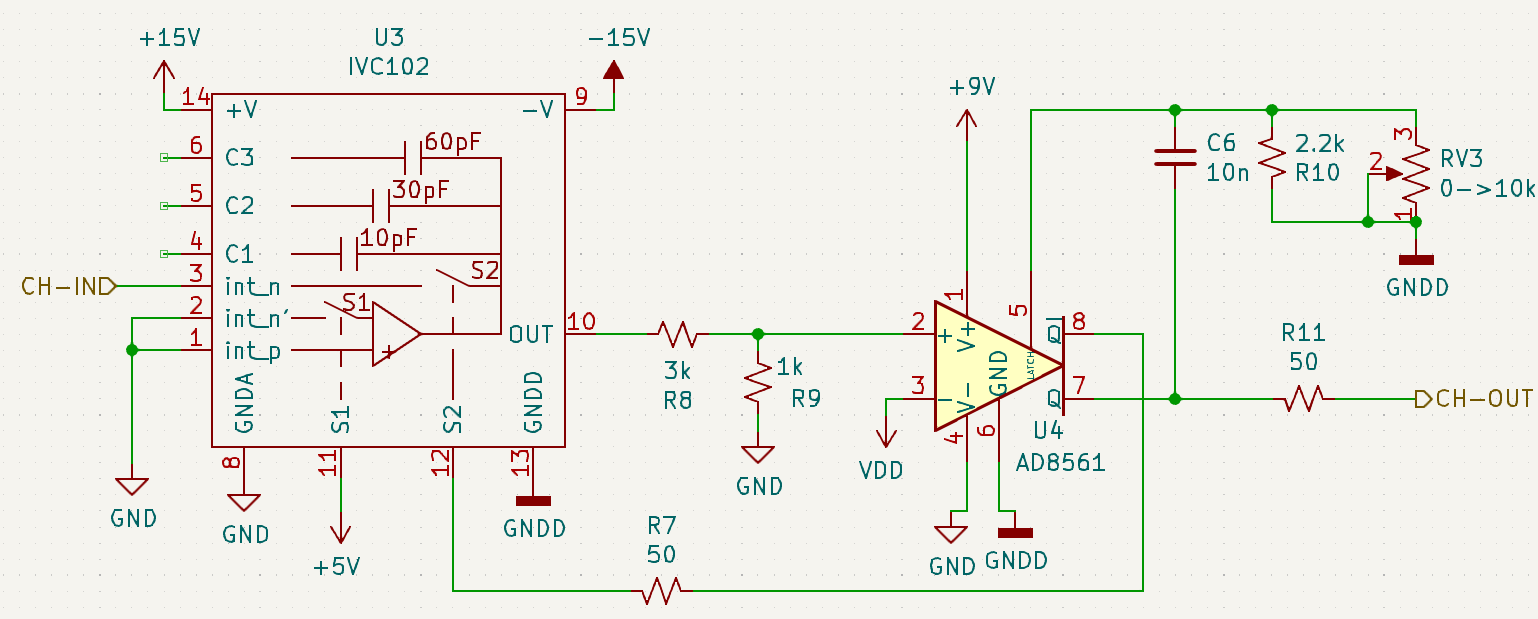 +15V
U3
IVC102
-15V
14
+V
-V
9
6
C3
60pF
5
C2
30pF
4
C1
10pF
CH-IN
3
int_n
S2
2
int_n'
S1
1
int_p
+
OUT
10
GNDA
S1
S2
GNDD
8
11
12
13
GND
GND
+5V
GNDD
3k
R8
1k
R9
GND
R7
50
+9V
1
5
2
+
V+
GND
LATCH
Q
8
3
-
V-
Q
7
4
6
U4
AD8561
VDD
GND
GNDD
C6
10n
2.2k
R10
3
2
1
RV3
0->10k
GNDD
R11
50
CH-OUT